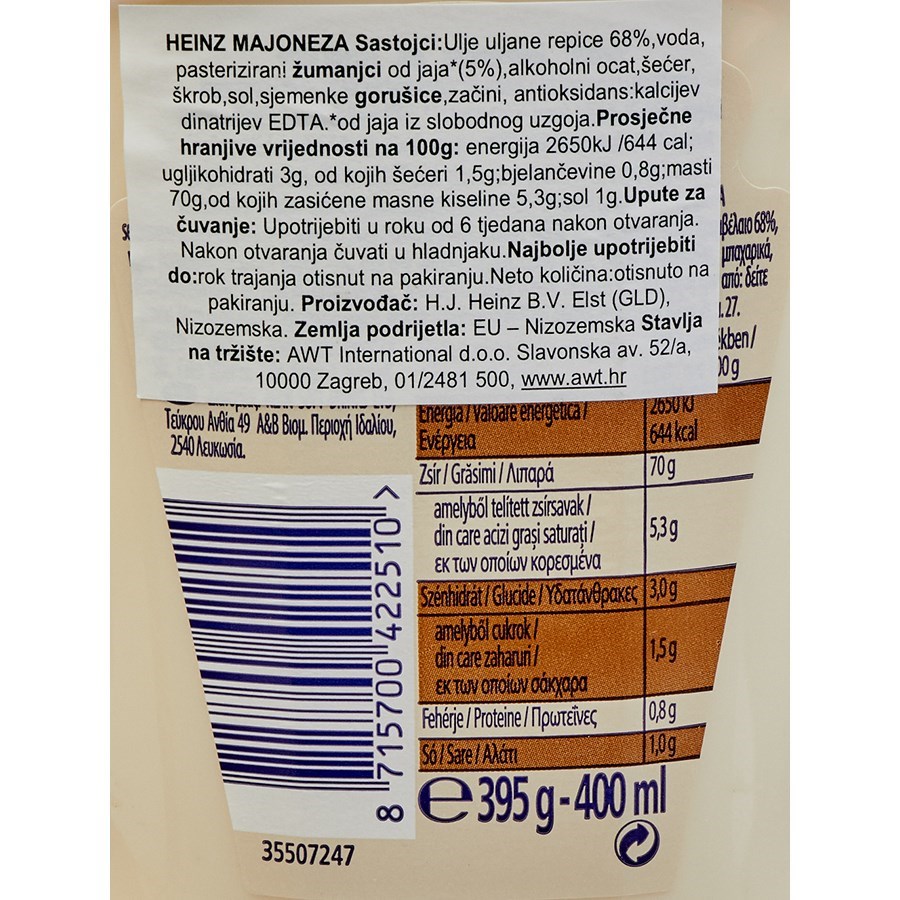 HEINZ MAJONEZA Sastojci:Ulje uljane repice 68%,voda,
pasterizirani žumanjci od jaja*(5%),alkoholni ocat,šećer,
škrob,sol,sjemenke gorušice,začini, antioksidans:kalcijev
dinatrijev EDTA.*od jaja iz slobodnog uzgoja.Prosječne
hranjive vrijednosti na 100g: energija 2650kJ /644 cal;
ugljikohidrati 3g, od kojih šećeri 1,5g;bjelančevine 0,8g;masti
70g,od kojih zasićene masne kiseline 5,3g;sol 1g.Upute za
čuvanje: Upotrijebiti u roku od 6 tjedana nakon otvaranja.
Nakon otvaranja čuvati u hladnjaku.Najbolje upotrijebiti
do:rok trajanja otisnut na pakiranju.Neto količina:otisnuto na
pakiranju. Proizvođač: H.J. Heinz B.V. Elst (GLD),
Nizozemska. Zemlja podrijetla: EU – Nizozemska Stavlja
na tržište: AWT International d.o.o. Slavonska av. 52/a,
10000 Zagreb, 01/2481 500, www.awt.hr
68%,
μπαχαρικά,
από: δείτε
27.
Τεύκρου Ανθία 49 Α&Β Βιομ. Περιοχή Ιδαλίου,
2540 Λευκωσία.
Energia / Valoare energetică / 2650 kJ
Ενέργεια 644 kcal
Zsír / Grăsimi / Λιπαρά 70 g
amelyből telített zsírsavak /
din care acizi grași saturați / 5,3 g
εκ των οποίων κορεσμένα
Szénhidrát / Glucide / Υδατάνθρακες 3,0 g
amelyből cukrok /
din care zaharuri / 1,5 g
εκ των οποίων σάκχαρα
Fehérje / Proteine / Πρωτεΐνες 0,8 g
Só / Sare / Αλάτι 1,0 g
8 715700 422510 >
℮ 395 g - 400 ml
35507247